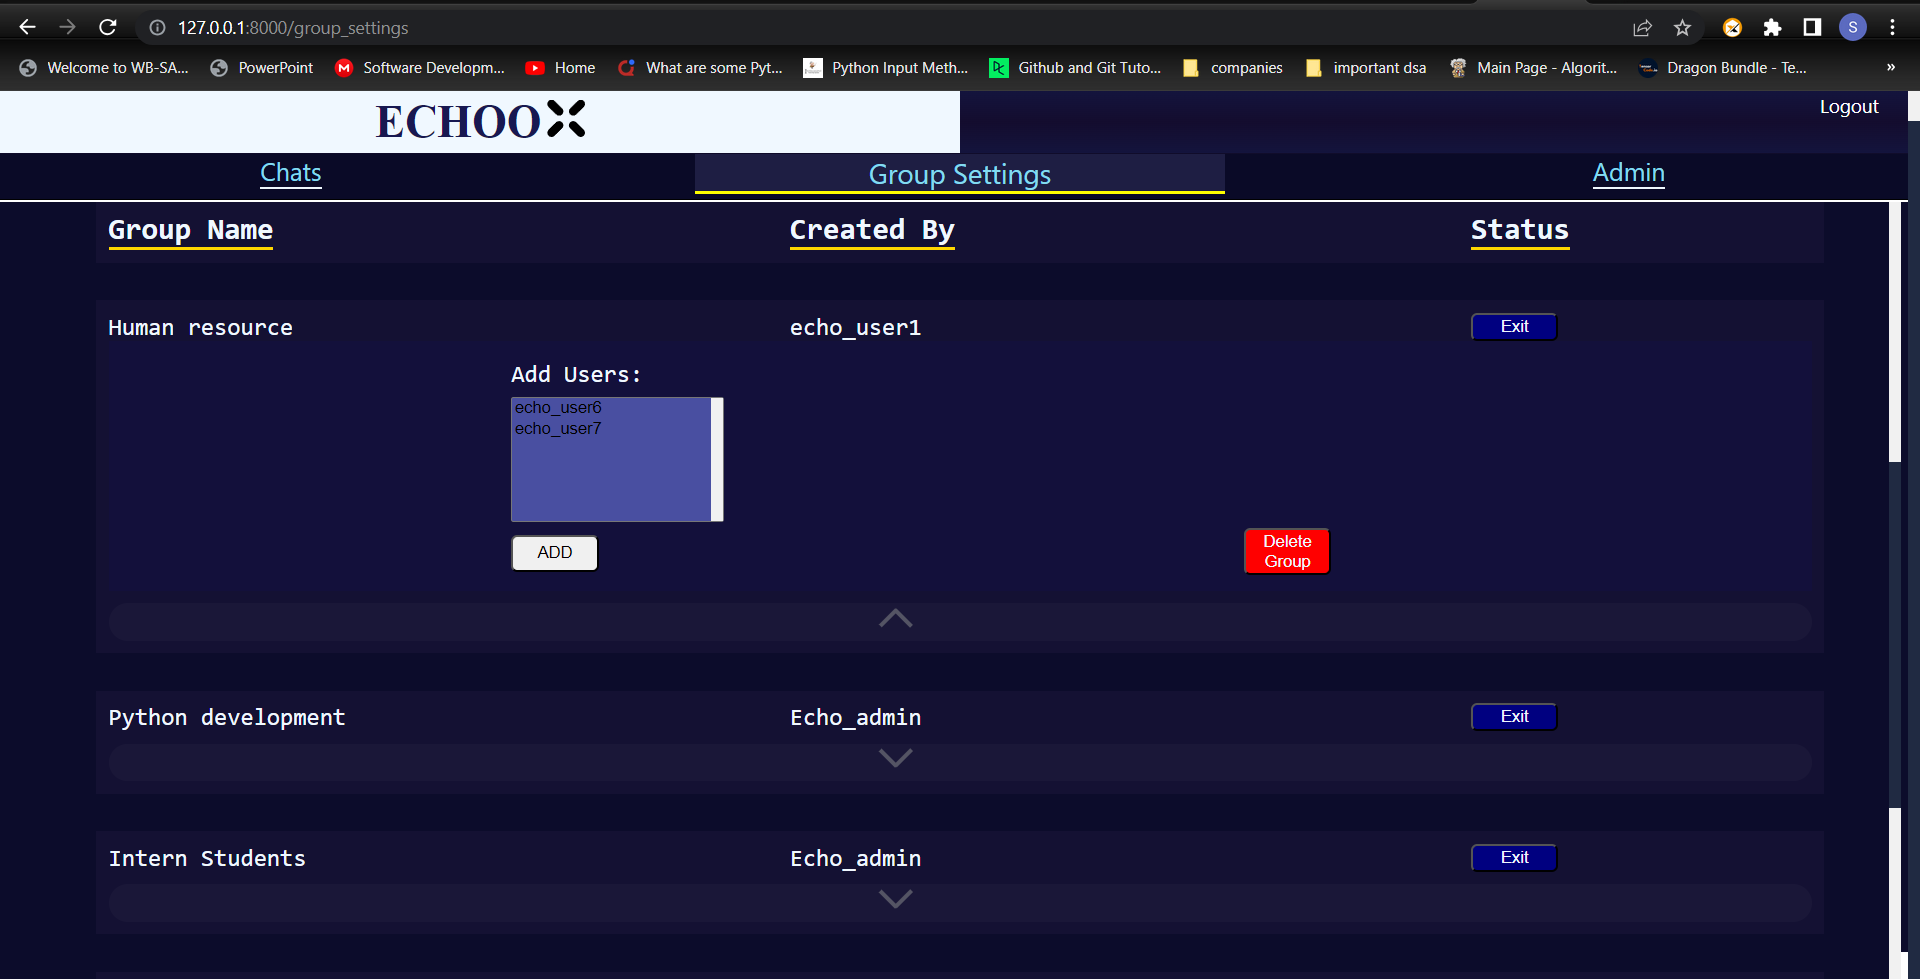 127.0.0.1:8000/group_settings
S
Welcome to WB-SA... PowerPoint Software Developm... Home What are some Pyt... Python Input Meth... Github and Git Tuto... companies important dsa Main Page - Algorit... Dragon Bundle - Te... »
ECHOO
Logout
Chats Group Settings Admin
Group Name Created By Status
Human resource echo_user1 Exit
Add Users:
echo_user6
echo_user7
ADD
Delete
Group
Python development Echo_admin Exit
Intern Students Echo_admin Exit